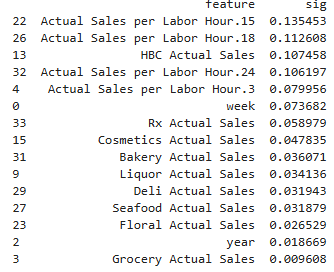 feature sig
22 Actual Sales per Labor Hour.15 0.135453
26 Actual Sales per Labor Hour.18 0.112608
13 HBC Actual Sales 0.107458
32 Actual Sales per Labor Hour.24 0.106197
4 Actual Sales per Labor Hour.3 0.079956
0 week 0.073682
33 Rx Actual Sales 0.058979
15 Cosmetics Actual Sales 0.047835
31 Bakery Actual Sales 0.036071
9 Liquor Actual Sales 0.034136
29 Deli Actual Sales 0.031943
27 Seafood Actual Sales 0.031879
23 Floral Actual Sales 0.026529
2 year 0.018669
3 Grocery Actual Sales 0.009608